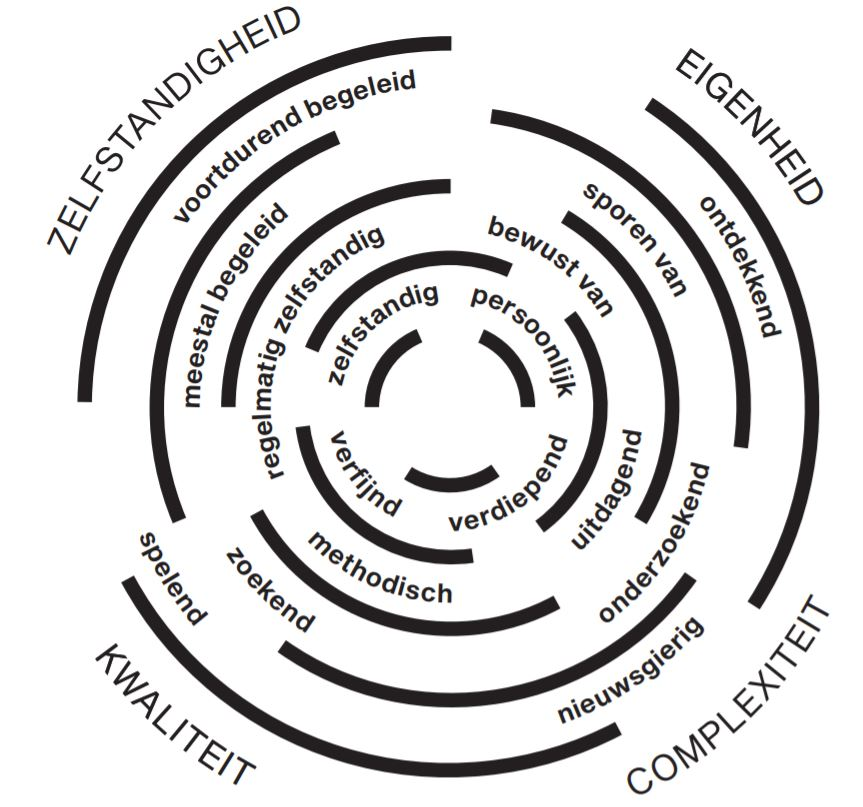 ZELFSTANDIGHEID
voortdurend begeleid
meestal begeleid
regelmatig zelfstandig
zelfstandig
EIGENHEID
ontdekkend
sporen van
bewust van
persoonlijk
COMPLEXITEIT
nieuwsgierig
onderzoekend
uitdagend
verdiepend
KWALITEIT
spelend
zoekend
methodisch
verfijnd